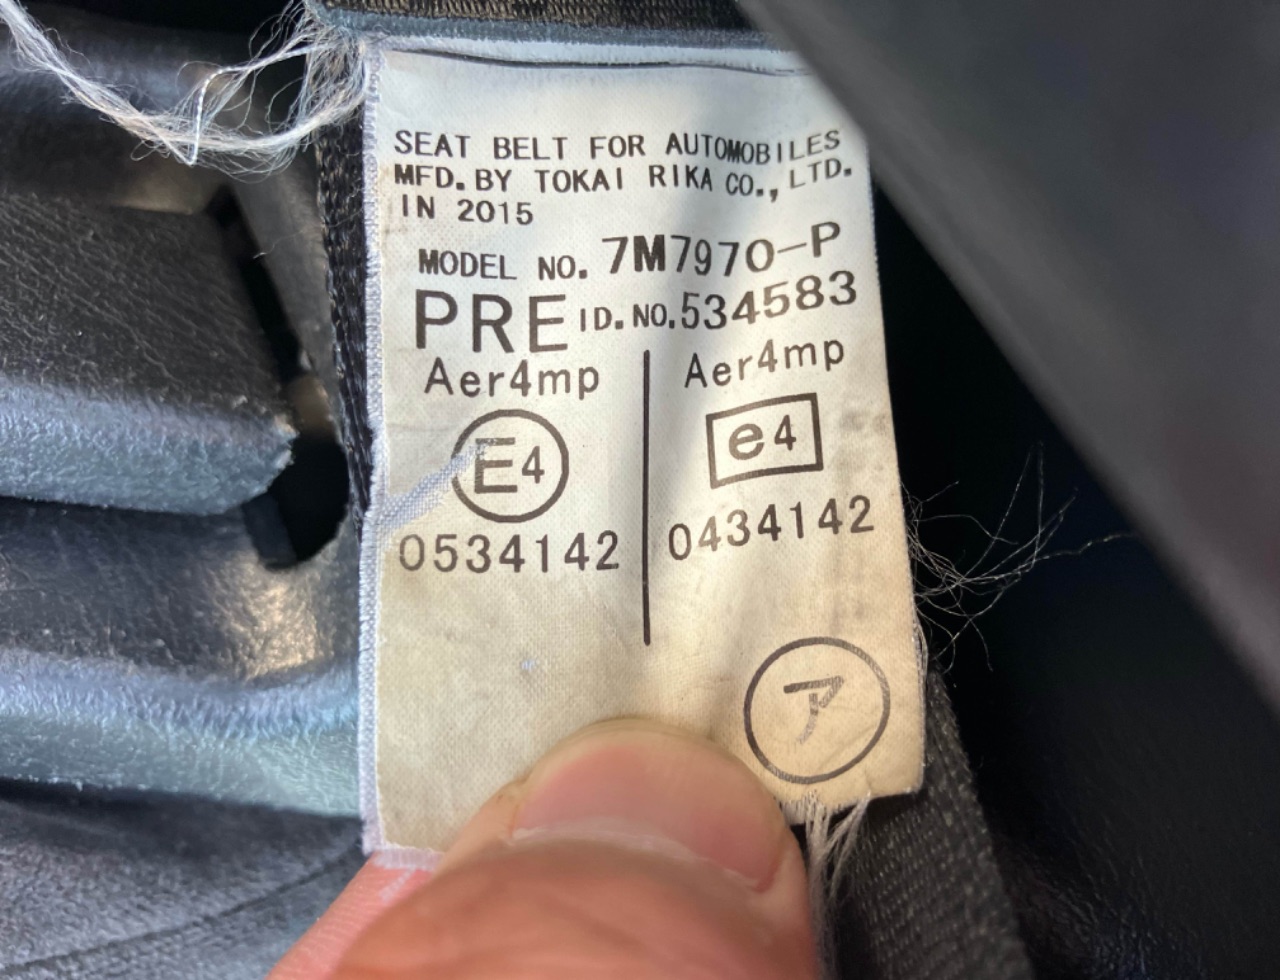 SEAT BELT FOR AUTOMOBILES
MFD. BY TOKAI RIKA CO., LTD.
IN 2015
MODEL NO. 7M7970-P
PRE ID. NO. 534583
Aer4mp
E4
0534142
Aer4mp
e4
0434142
ア